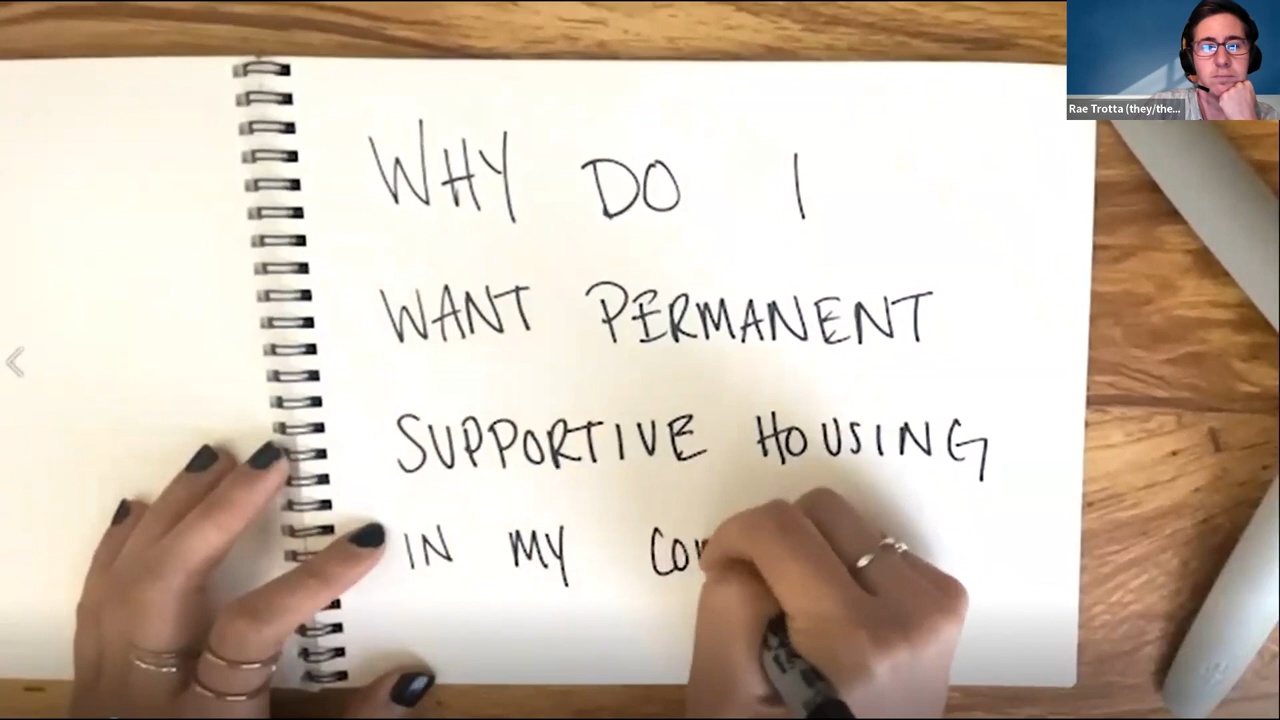 Rae Trotta (they/the...
WHY DO I
WANT PERMANENT
SUPPORTIVE HOUSING
IN MY